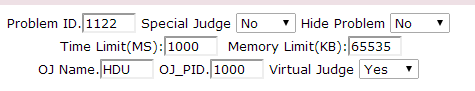 Problem ID. 1122 Special Judge No Hide Problem No
Time Limit(MS): 1000 Memory Limit(KB): 65535
OJ Name. HDU OJ_PID. 1000 Virtual Judge Yes